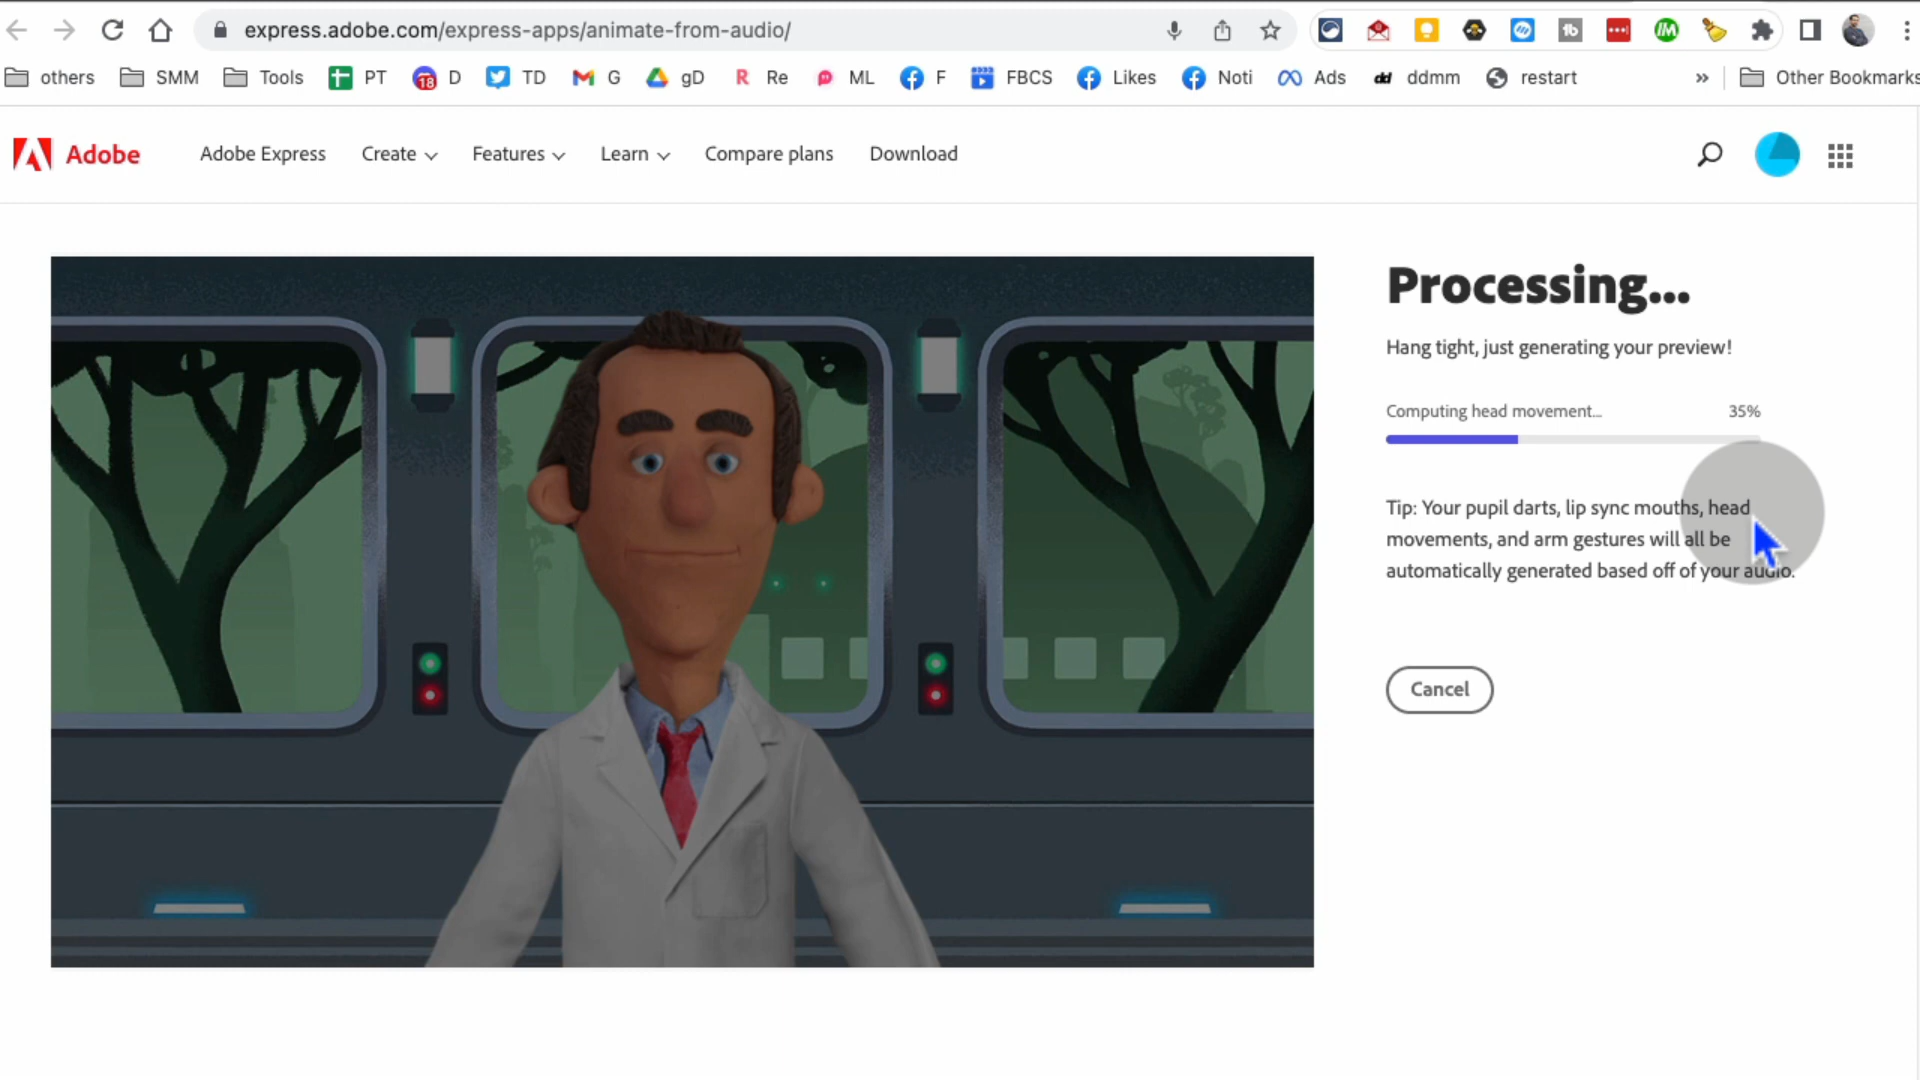 express.adobe.com/express-apps/animate-from-audio/
others SMM Tools PT 18 D TD G gD Re ML F FBCS Likes Noti Ads dd ddmm restart » Other Bookmarks
Adobe Adobe Express Create Features Learn Compare plans Download
Processing...
Hang tight, just generating your preview!
Computing head movement... 35%
Tip: Your pupil darts, lip sync mouths, head
movements, and arm gestures will all be
automatically generated based off of your audio.
Cancel